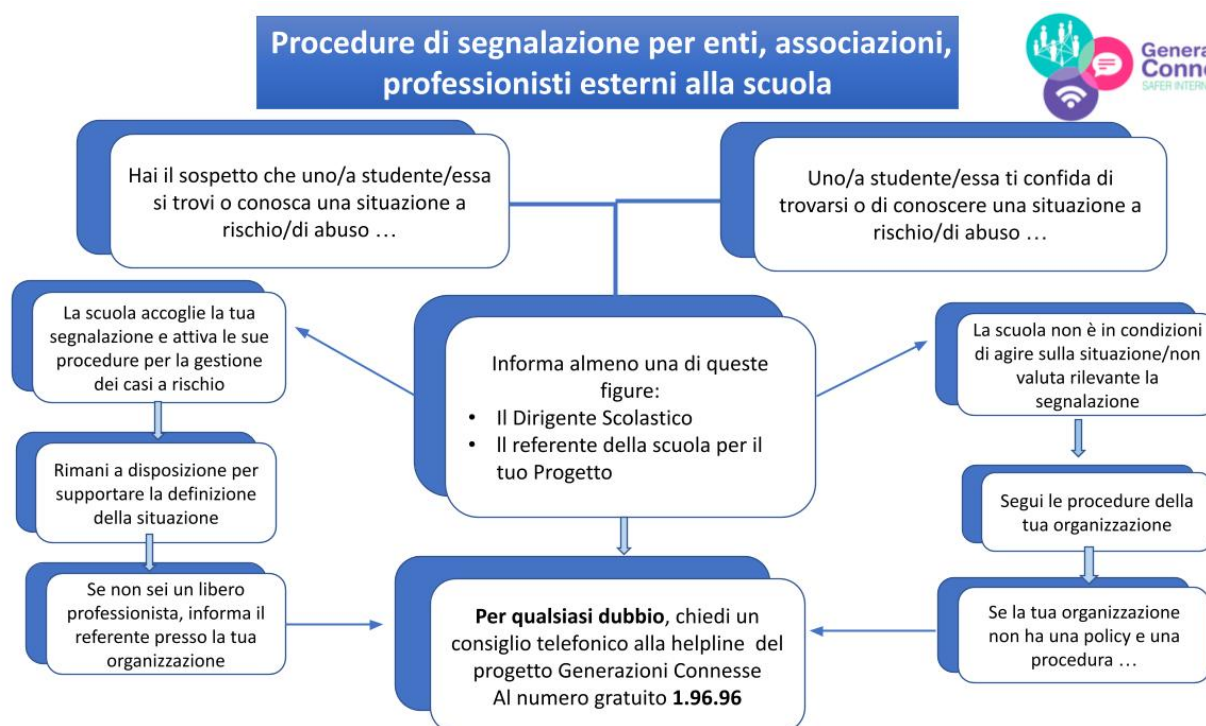 Procedure di segnalazione per enti, associazioni,
professionisti esterni alla scuola
Genera
Conne
SAFER INTERN
Hai il sospetto che uno/a studente/essa
si trovi o conosca una situazione a
rischio/di abuso …
Uno/a studente/essa ti confida di
trovarsi o di conoscere una situazione a
rischio/di abuso …
La scuola accoglie la tua
segnalazione e attiva le sue
procedure per la gestione
dei casi a rischio
Informa almeno una di queste
figure:
• Il Dirigente Scolastico
• Il referente della scuola per il
tuo Progetto
La scuola non è in condizioni
di agire sulla situazione/non
valuta rilevante la
segnalazione
Rimani a disposizione per
supportare la definizione
della situazione
Segui le procedure della
tua organizzazione
Se non sei un libero
professionista, informa il
referente presso la tua
organizzazione
Per qualsiasi dubbio, chiedi un
consiglio telefonico alla helpline del
progetto Generazioni Connesse
Al numero gratuito 1.96.96
Se la tua organizzazione
non ha una policy e una
procedura …